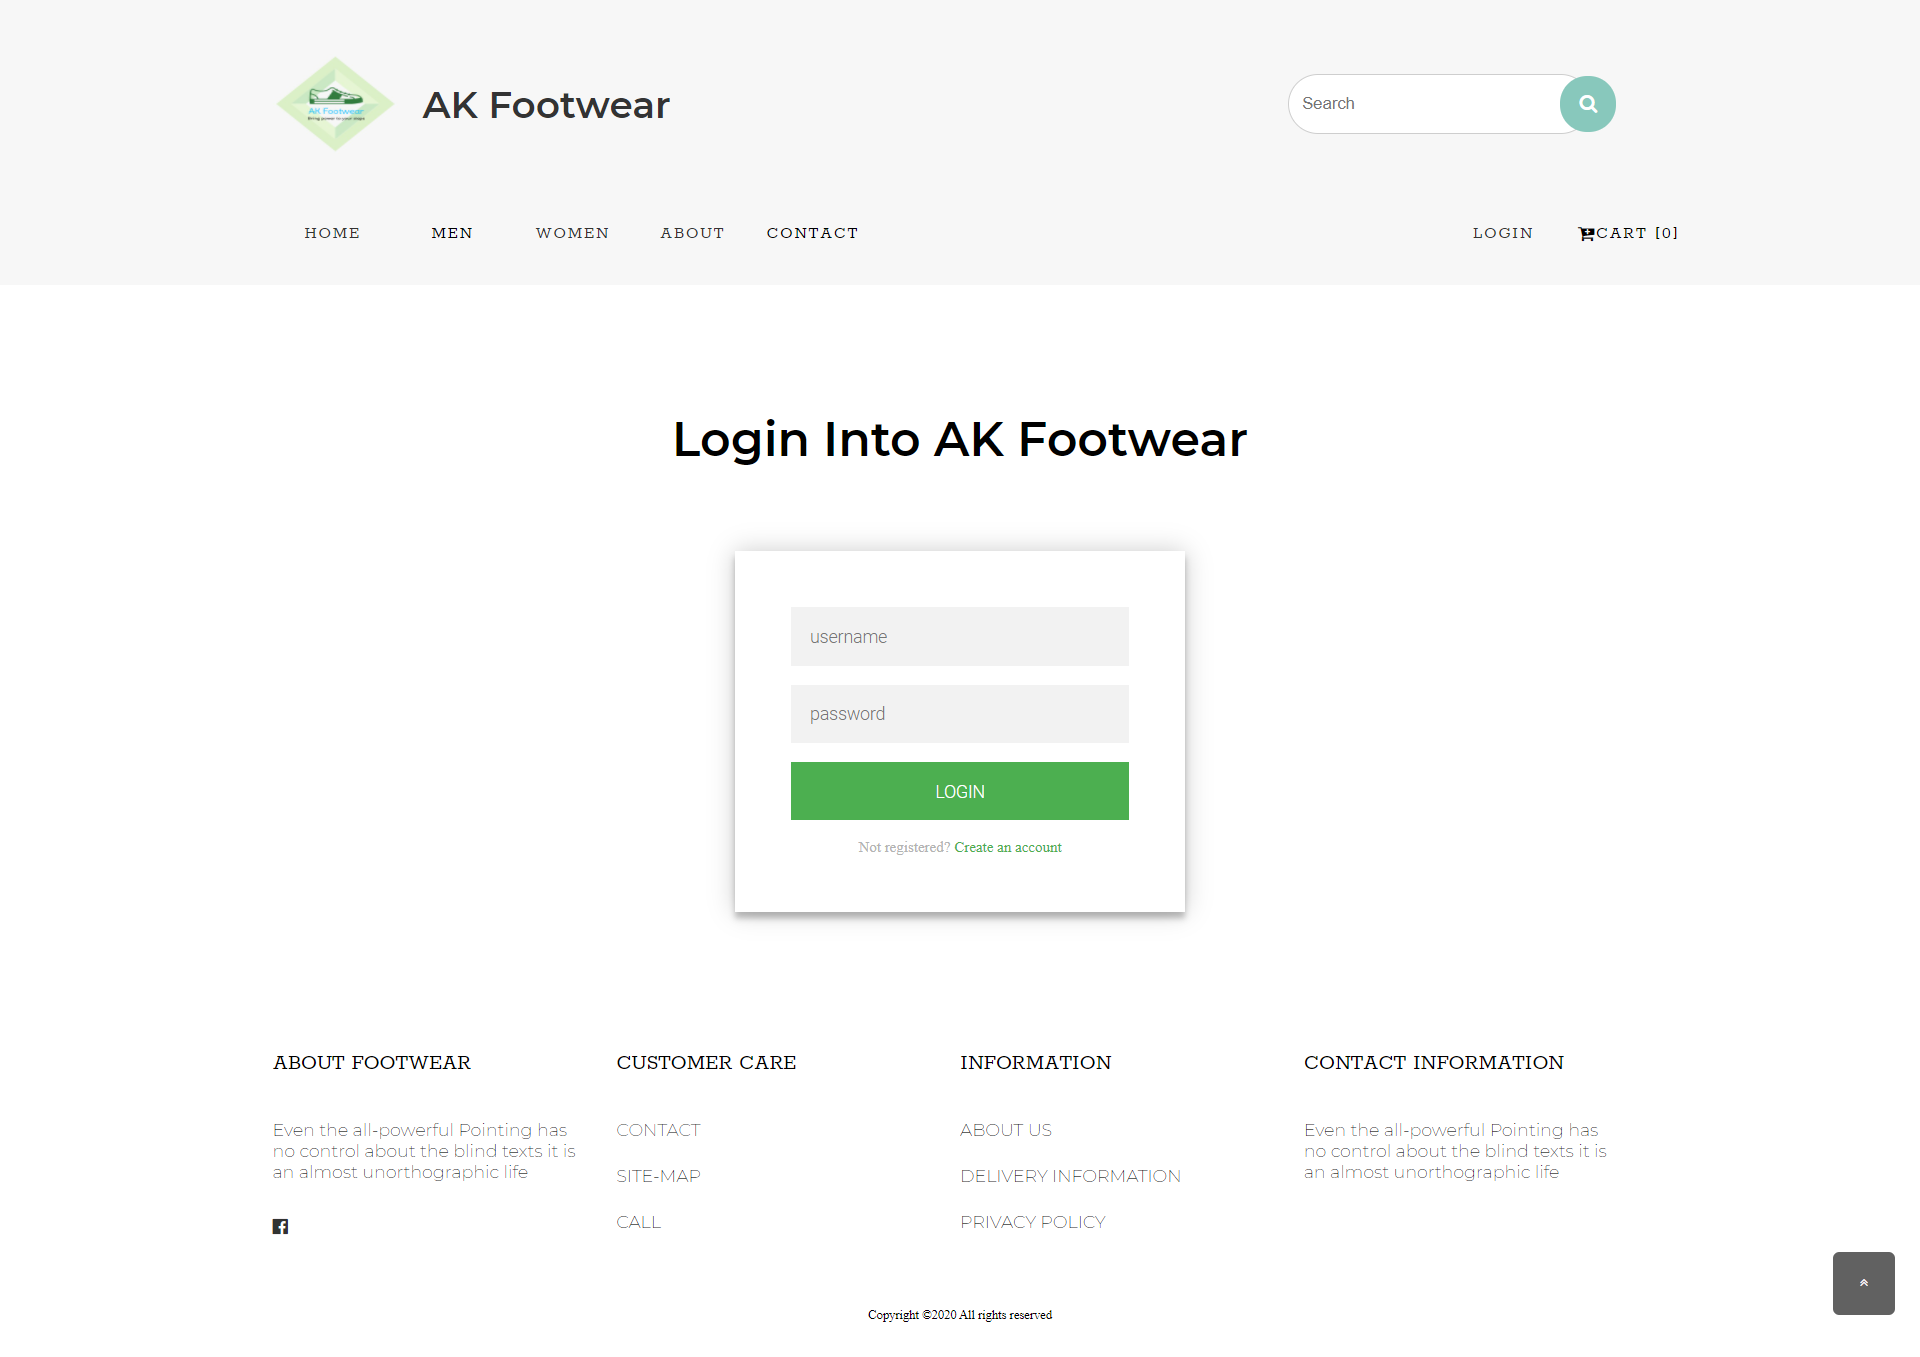 AK Footwear
AK Footwear
Search
HOME
MEN
WOMEN
ABOUT
CONTACT
LOGIN
CART [0]
Login Into AK Footwear
username
password
LOGIN
Not registered? Create an account
ABOUT FOOTWEAR
Even the all-powerful Pointing has
no control about the blind texts it is
an almost unorthographic life
CUSTOMER CARE
CONTACT
SITE-MAP
CALL
INFORMATION
ABOUT US
DELIVERY INFORMATION
PRIVACY POLICY
CONTACT INFORMATION
Even the all-powerful Pointing has
no control about the blind texts it is
an almost unorthographic life
Copyright ©2020 All rights reserved